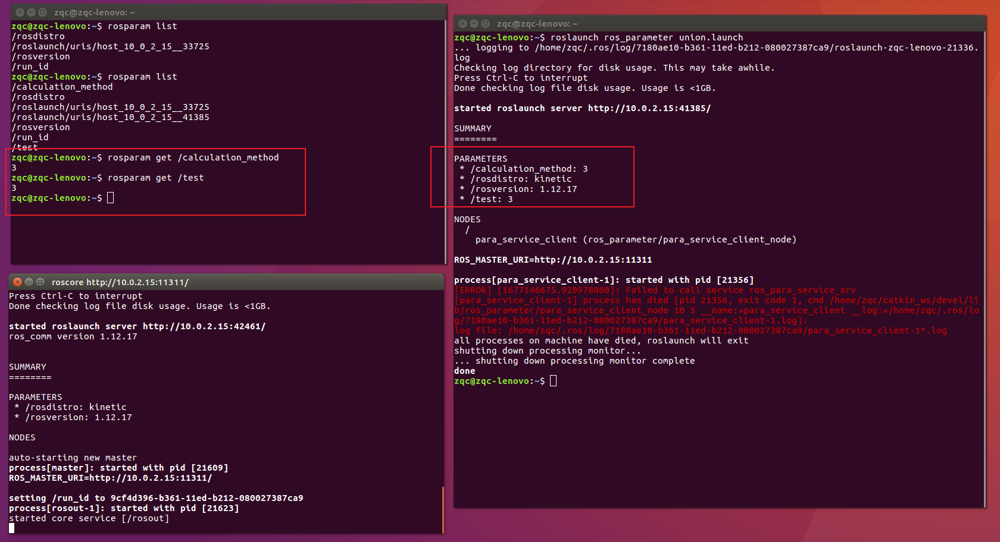 zqc@zqc-lenovo: ~
zqc@zqc-lenovo:~$ rosparam list
/rosdistro
/roslaunch/uris/host_10_0_2_15__33725
/rosversion
/run_id
zqc@zqc-lenovo:~$ rosparam list
/calculation_method
/rosdistro
/roslaunch/uris/host_10_0_2_15__33725
/roslaunch/uris/host_10_0_2_15__41385
/rosversion
/run_id
/test
zqc@zqc-lenovo:~$ rosparam get /calculation_method
3
zqc@zqc-lenovo:~$ rosparam get /test
3
zqc@zqc-lenovo:~$
roscore http://10.0.2.15:11311/
Press Ctrl-C to interrupt
Done checking log file disk usage. Usage is <1GB.
started roslaunch server http://10.0.2.15:42461/
ros_comm version 1.12.17
SUMMARY
========
PARAMETERS
* /rosdistro: kinetic
* /rosversion: 1.12.17
NODES
auto-starting new master
process[master]: started with pid [21609]
ROS_MASTER_URI=http://10.0.2.15:11311/
setting /run_id to 9cf4d396-b361-11ed-b212-080027387ca9
process[rosout-1]: started with pid [21623]
started core service [/rosout]
zqc@zqc-lenovo: ~
zqc@zqc-lenovo:~$ roslaunch ros_parameter union.launch
... logging to /home/zqc/.ros/log/7180ae10-b361-11ed-b212-080027387ca9/roslaunch-zqc-lenovo-21336.
log
Checking log directory for disk usage. This may take awhile.
Press Ctrl-C to interrupt
Done checking log file disk usage. Usage is <1GB.
started roslaunch server http://10.0.2.15:41385/
SUMMARY
========
PARAMETERS
* /calculation_method: 3
* /rosdistro: kinetic
* /rosversion: 1.12.17
* /test: 3
NODES
/
para_service_client (ros_parameter/para_service_client_node)
ROS_MASTER_URI=http://10.0.2.15:11311
process[para_service_client-1]: started with pid [21356]
[ERROR] [1677146675.920978800]: Failed to call service ros_para_service_srv
[para_service_client-1] process has died [pid 21356, exit code 1, cmd /home/zqc/catkin_ws/devel/li
b/ros_parameter/para_service_client_node 10 5 __name:=para_service_client __log:=/home/zqc/.ros/lo
g/7180ae10-b361-11ed-b212-080027387ca9/para_service_client-1.log].
log file: /home/zqc/.ros/log/7180ae10-b361-11ed-b212-080027387ca9/para_service_client-1*.log
all processes on machine have died, roslaunch will exit
shutting down processing monitor...
... shutting down processing monitor complete
done
zqc@zqc-lenovo:~$